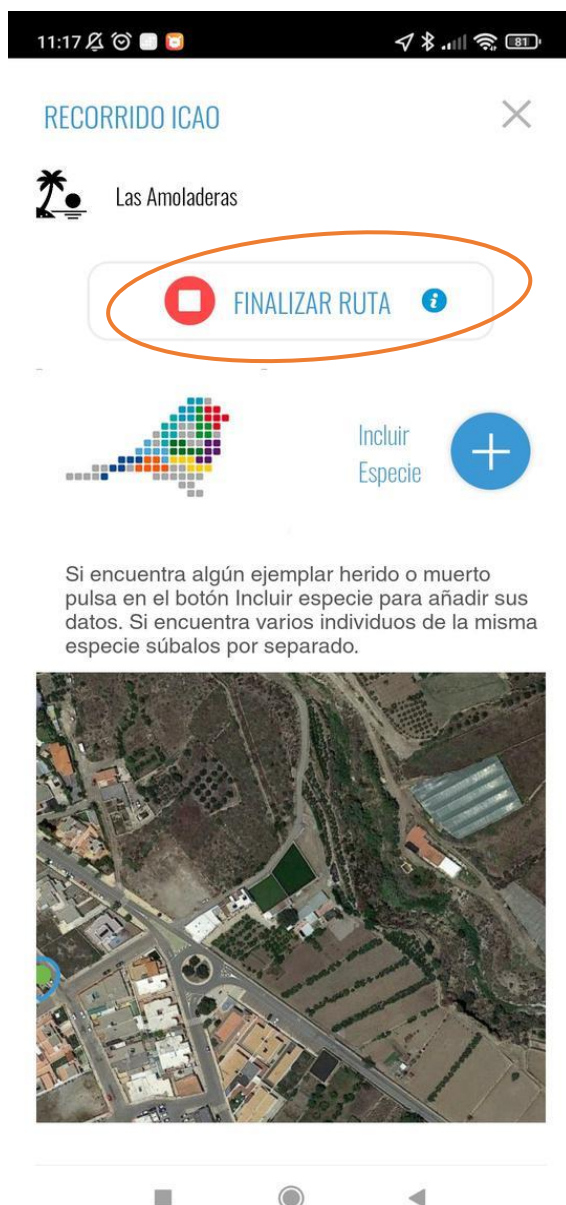 11:17
81
RECORRIDO ICAO
Las Amoladeras
FINALIZAR RUTA i
Incluir
Especie
Si encuentra algún ejemplar herido o muerto
pulsa en el botón Incluir especie para añadir sus
datos. Si encuentra varios individuos de la misma
especie súbalos por separado.